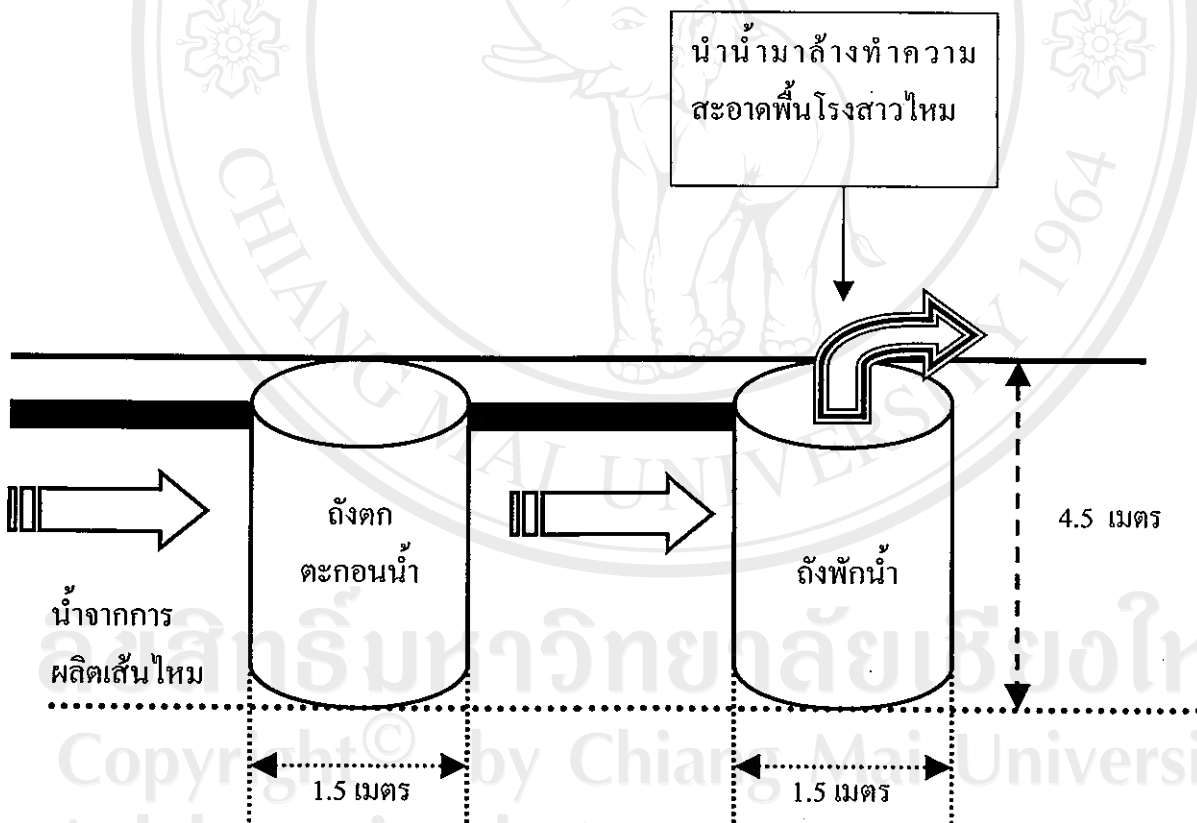 นำน้ำมาล้างทำความ
สะอาดพื้นโรงสาวไหม
CHIANG MAI UNIVERSITY 1964
ถังตก
ตะกอนน้ำ
ถังพักน้ำ
4.5 เมตร
น้ำจากการ
ผลิตเส้นไหม
ลิขสิทธิ์มหาวิทยาลัยเชียงให
Copyright© by Chiang Mai Universi
1.5 เมตร
1.5 เมตร